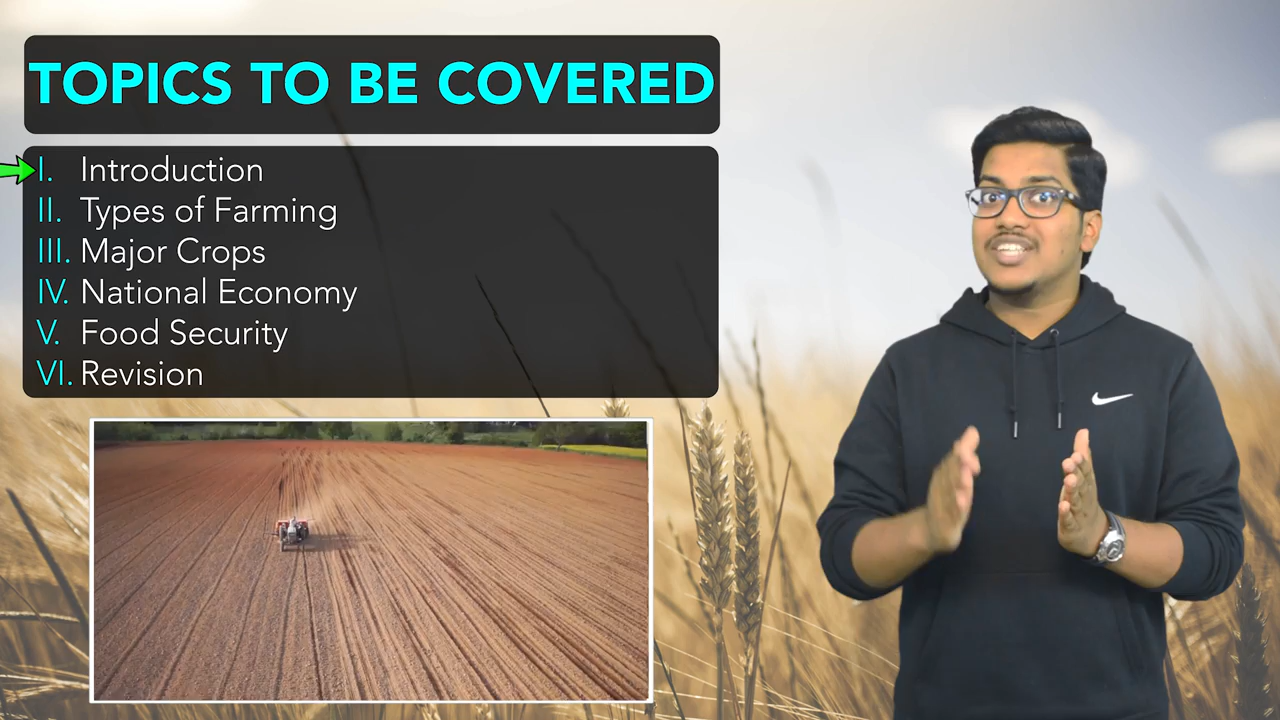 TOPICS TO BE COVERED
I. Introduction
II. Types of Farming
III. Major Crops
IV. National Economy
V. Food Security
VI. Revision